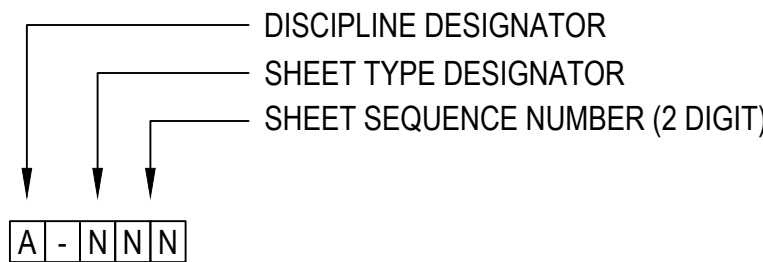 DISCIPLINE DESIGNATOR
SHEET TYPE DESIGNATOR
SHEET SEQUENCE NUMBER (2 DIGIT)
A - N N N